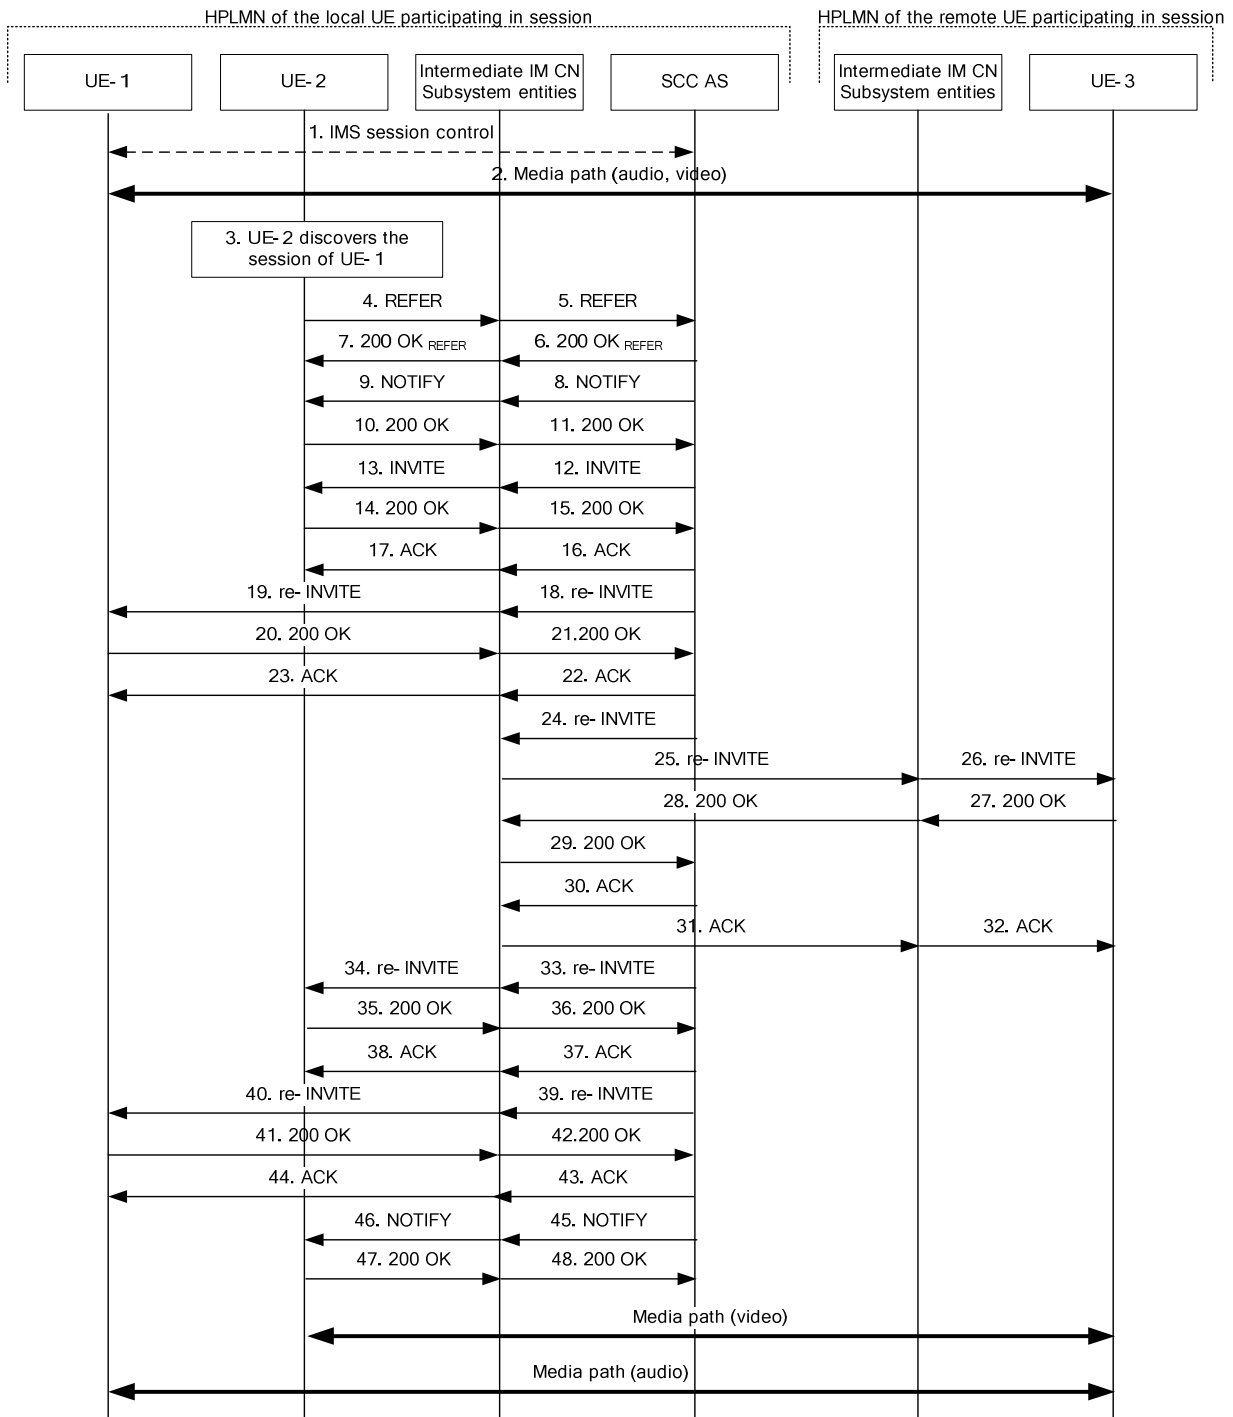 HPLMN of the local UE participating in session
HPLMN of the remote UE participating in session
UE-1
UE-2
Intermediate IM CN
Subsystem entities
SCC AS
Intermediate IM CN
Subsystem entities
UE-3
1. IMS session control
2. Media path (audio, video)
3. UE-2 discovers the
session of UE-1
4. REFER
5. REFER
7. 200 OK REFER
6. 200 OK REFER
9. NOTIFY
8. NOTIFY
10. 200 OK
11. 200 OK
13. INVITE
12. INVITE
14. 200 OK
15. 200 OK
17. ACK
16. ACK
19. re-INVITE
18. re-INVITE
20. 200 OK
21.200 OK
23. ACK
22. ACK
24. re-INVITE
25. re-INVITE
26. re-INVITE
28. 200 OK
27. 200 OK
29. 200 OK
30. ACK
31. ACK
32. ACK
34. re-INVITE
33. re-INVITE
35. 200 OK
36. 200 OK
38. ACK
37. ACK
40. re-INVITE
39. re-INVITE
41. 200 OK
42.200 OK
44. ACK
43. ACK
46. NOTIFY
45. NOTIFY
47. 200 OK
48. 200 OK
Media path (video)
Media path (audio)